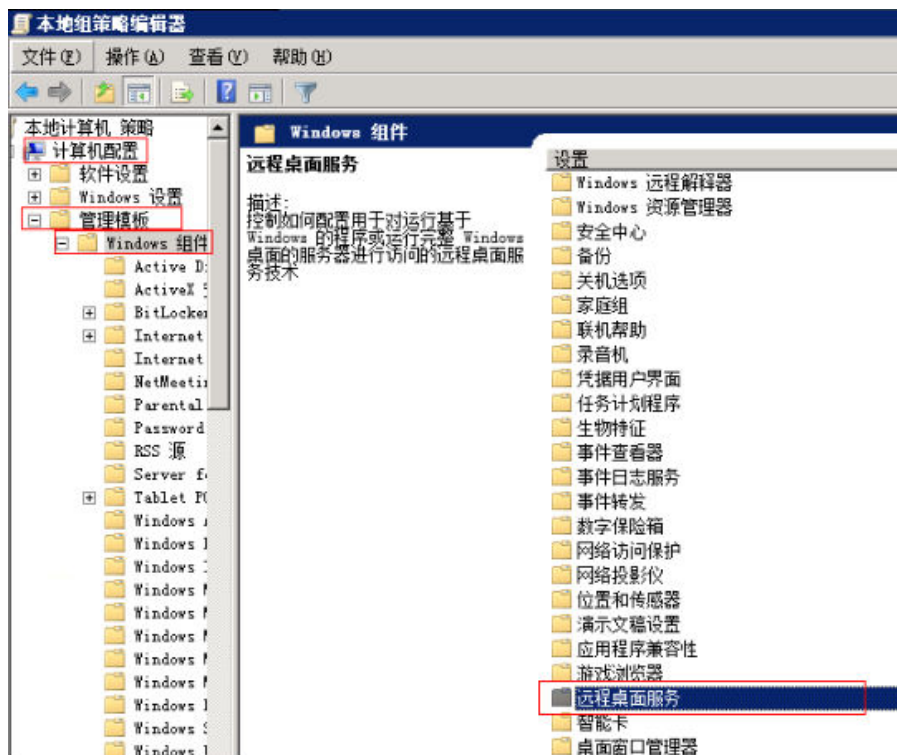 本地组策略编辑器
文件(F) 操作(A) 查看(V) 帮助(H)
本地计算机 策略
计算机配置
软件设置
Windows 设置
管理模板
Windows 组件
Active
ActiveX
BitLocker
Internet
Internet
NetMeeti
Parental
Password
RSS 源
Server
Tablet PC
Windows
Windows
Windows
Windows
Windows
Windows
Windows
Windows
Windows
Windows
Windows
Windows 组件
远程桌面服务
描述:
控制如何配置用于对运行基于
Windows 的程序或运行完整 Windows
桌面的服务器进行访问的远程桌面服
务技术
设置
Windows 远程解释器
Windows 资源管理器
安全中心
备份
关机选项
家庭组
联机帮助
录音机
凭据用户界面
任务计划程序
生物特征
事件查看器
事件日志服务
事件转发
数字保险箱
网络访问保护
网络投影仪
位置和传感器
演示文稿设置
应用程序兼容性
游戏浏览器
远程桌面服务
智能卡
桌面窗口管理器